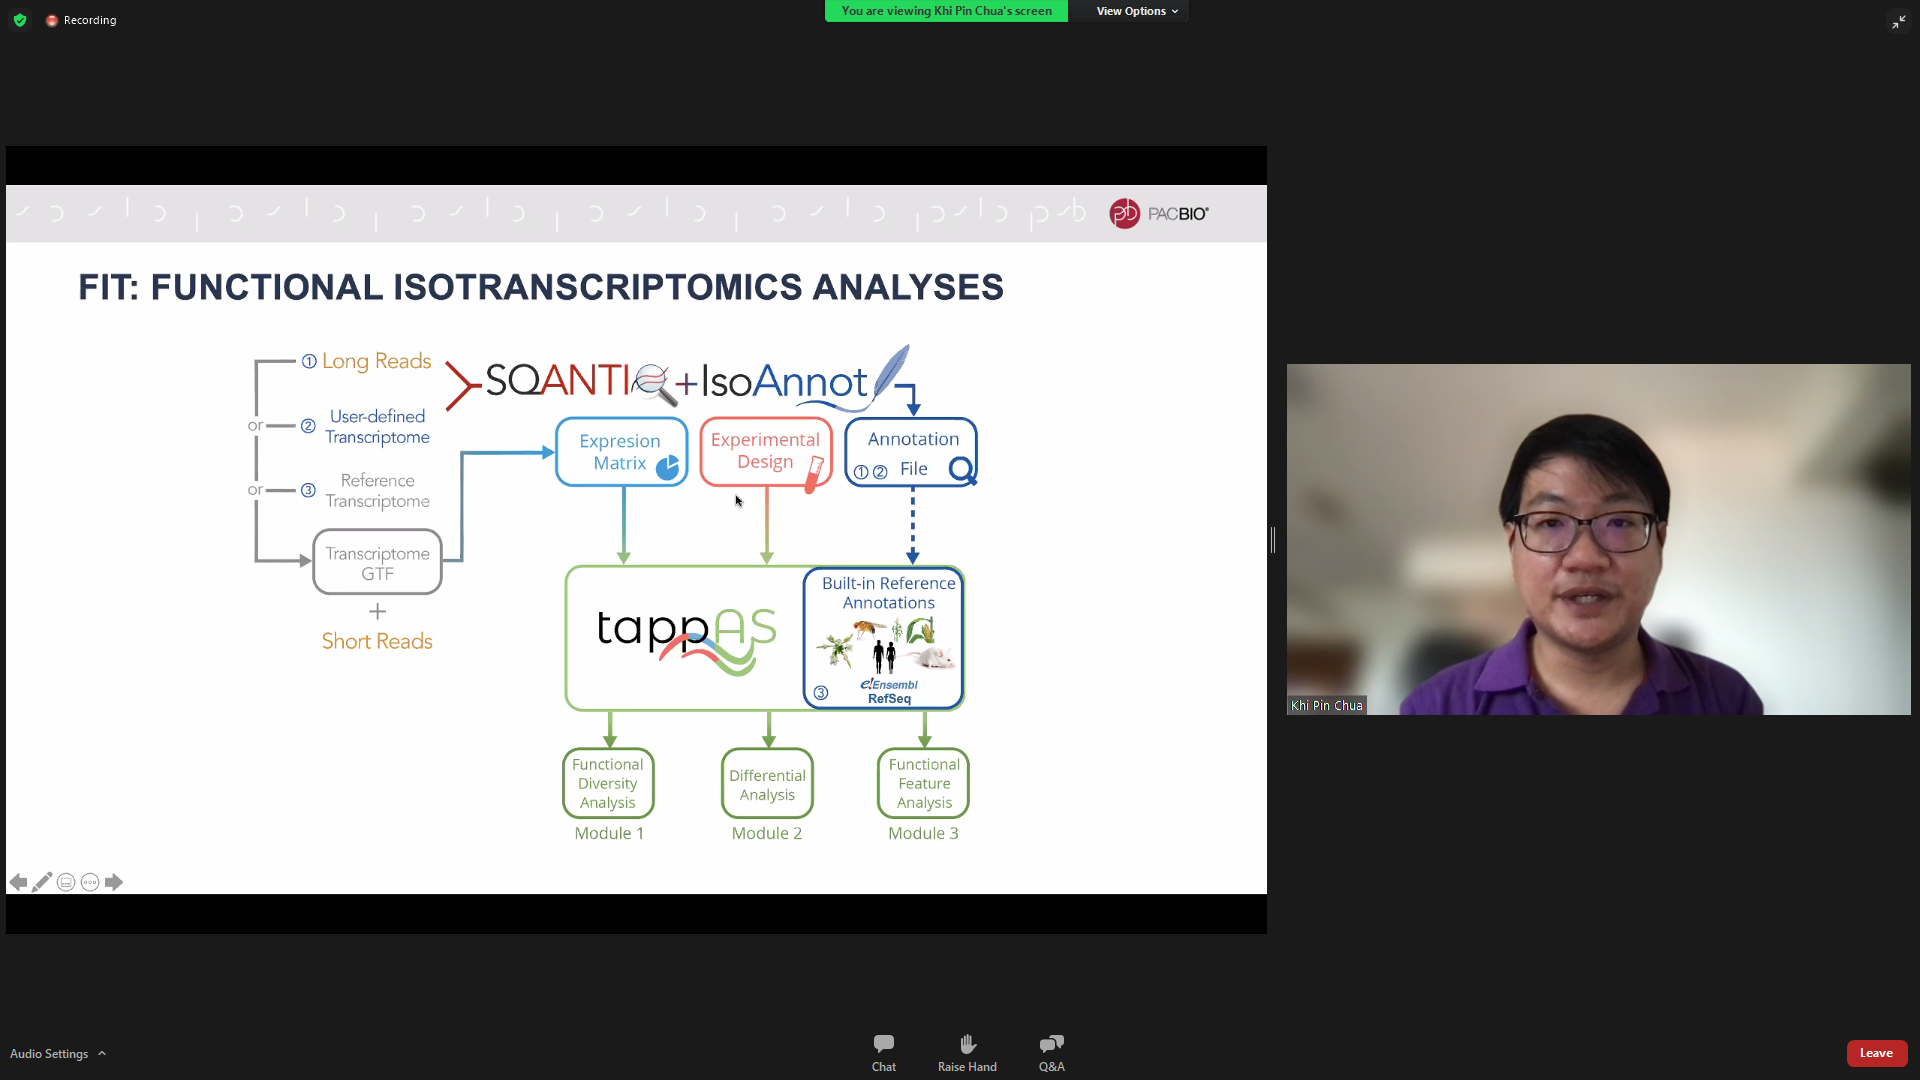 Recording
You are viewing Khi Pin Chua's screen
View Options
PACBIO®
FIT: FUNCTIONAL ISOTRANSCRIPTOMICS ANALYSES
① Long Reads
or
② User-defined
Transcriptome
or
③ Reference
Transcriptome
Transcriptome
GTF
+
Short Reads
SQANTI + IsoAnnot
Expresion
Matrix
Experimental
Design
Annotation
① ② File
tappAS
Built-in Reference
Annotations
③
e!Ensembl
RefSeq
Functional
Diversity
Analysis
Module 1
Differential
Analysis
Module 2
Functional
Feature
Analysis
Module 3
Khi Pin Chua
Audio Settings
Chat
Raise Hand
Q&A
Leave